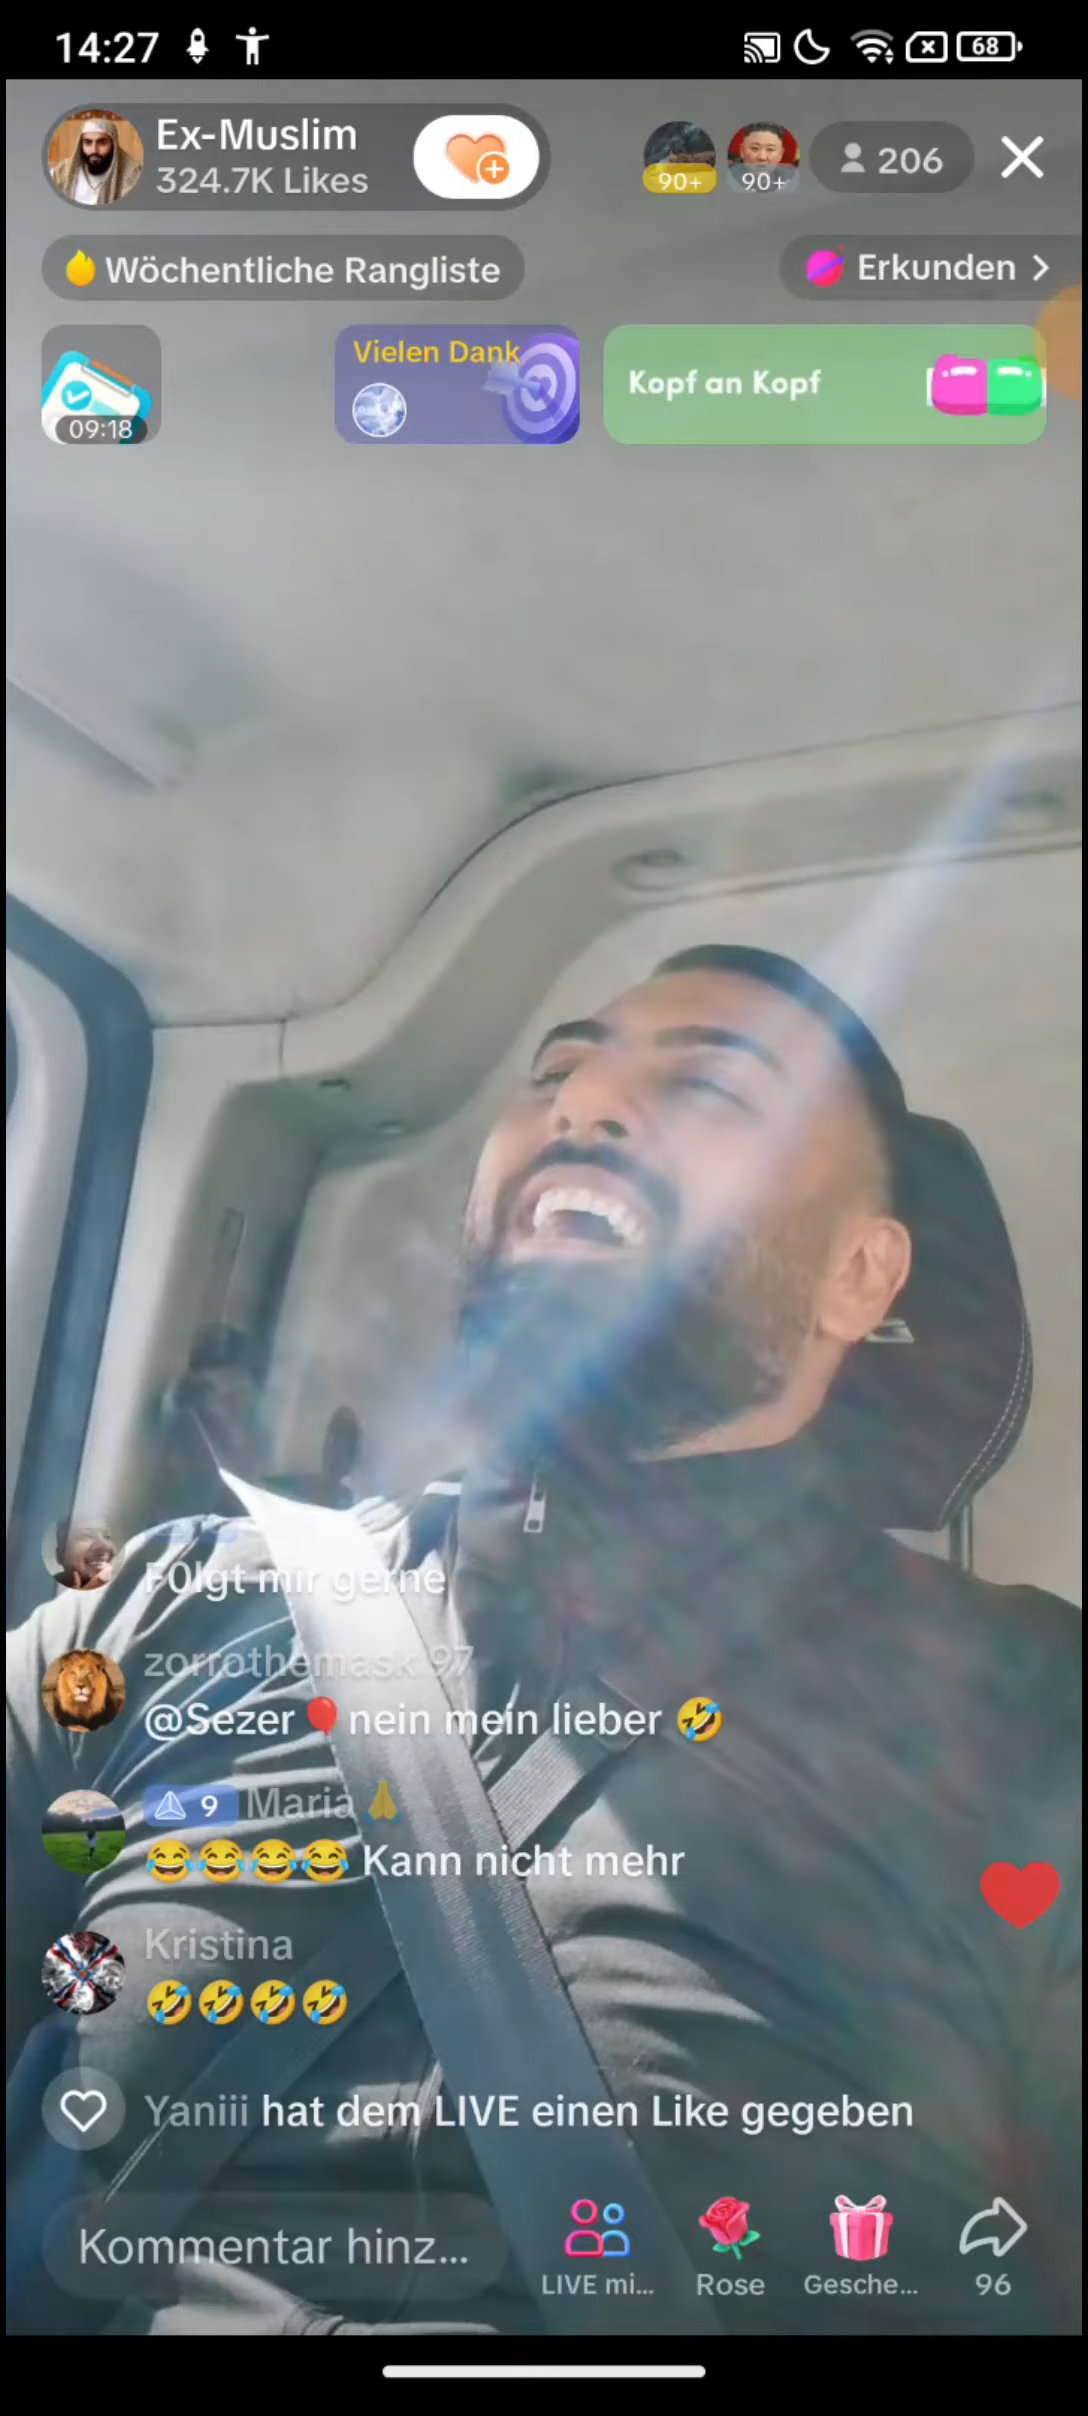 14:27
68
Ex-Muslim
324.7K Likes
90+
90+
206
Wöchentliche Rangliste
Erkunden >
09:18
Vielen Dank
Kopf an Kopf
F0lgt mir gerne
zorrothemask 97
@Sezer🎈nein mein lieber 🤣
9 Maria🙏
😂😂😂😂 Kann nicht mehr
Kristina
🤣🤣🤣🤣
Yaniii hat dem LIVE einen Like gegeben
Kommentar hinz...
LIVE mi...
Rose
Gesche...
96